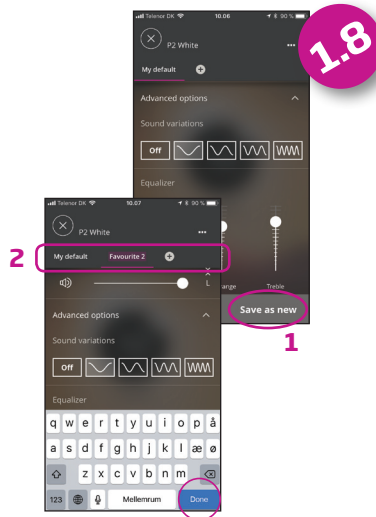 1.8
Telenor DK 10.06 90 %
P2 White
My default
Advanced options
Sound variations
Off
Equalizer
ange Treble
Save as new
1
Telenor DK 10.07 90 %
P2 White
2
My default Favourite 2
L
Advanced options
Sound variations
Off
Equalizer
q w e r t y u i o p å
a s d f g h j k l æ ø
z x c v b n m
123 Mellemrum Done